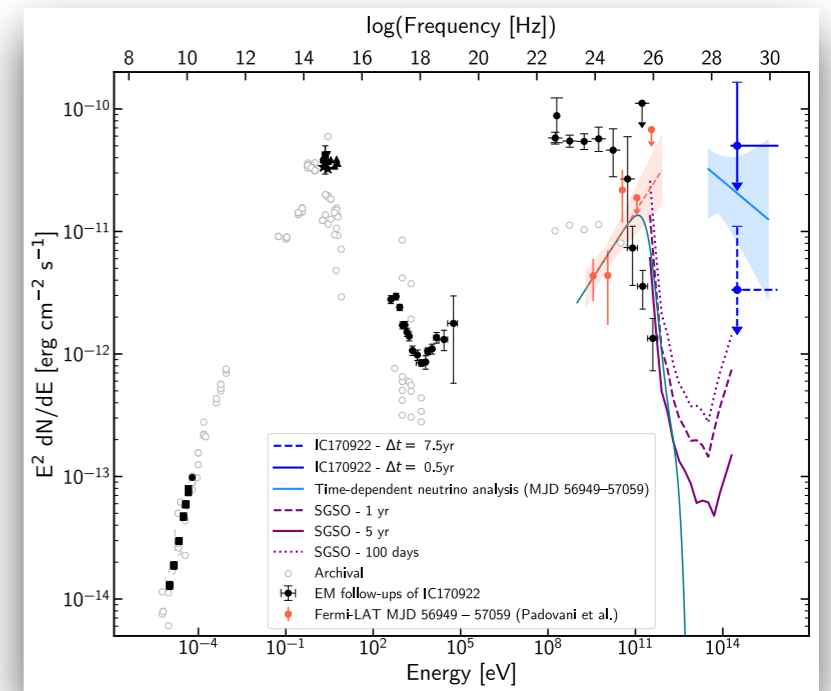 log(Frequency [Hz])
8 10 12 14 16 18 20 22 24 26 28 30
E² dN/dE [erg cm⁻² s⁻¹]
10⁻¹⁰
10⁻¹¹
10⁻¹²
10⁻¹³
10⁻¹⁴
IC170922 - Δt = 7.5yr
IC170922 - Δt = 0.5yr
Time-dependent neutrino analysis (MJD 56949–57059)
SGSO - 1 yr
SGSO - 5 yr
SGSO - 100 days
Archival
EM follow-ups of IC170922
Fermi-LAT MJD 56949 – 57059 (Padovani et al.)
10⁻⁴ 10⁻¹ 10² 10⁵ 10⁸ 10¹¹ 10¹⁴
Energy [eV]